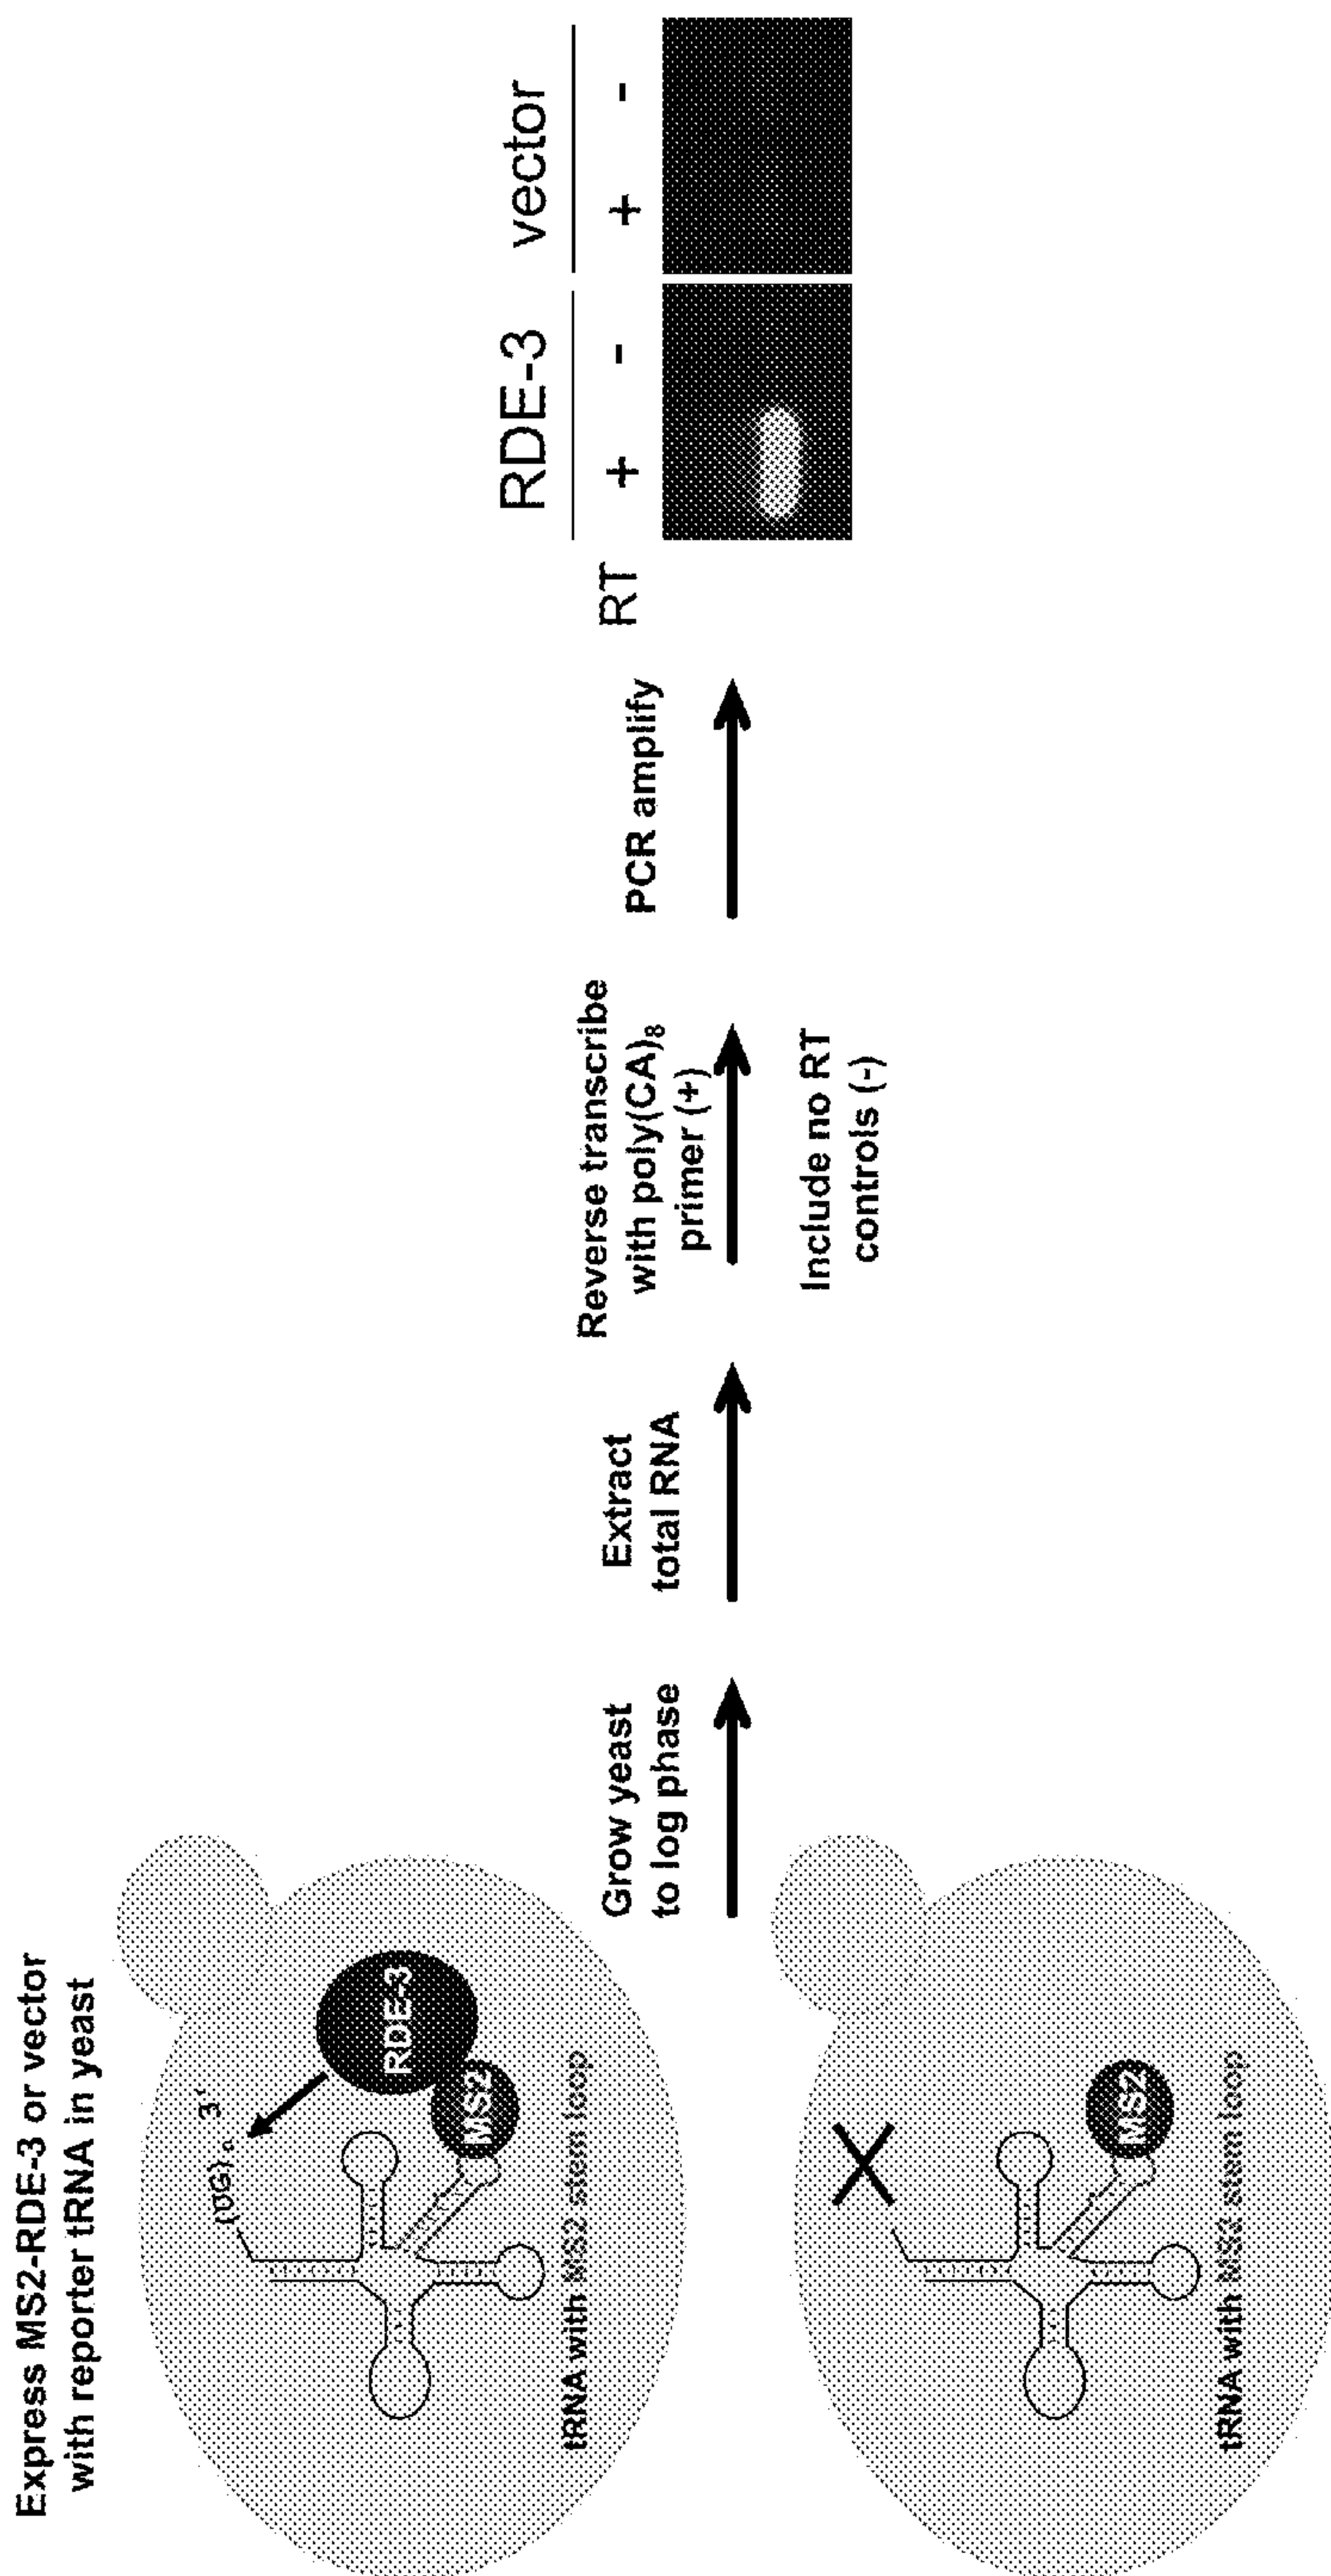 Express MS2-RDE-3 or vector
with reporter tRNA in yeast
(UG)n 3'
RDE-3
MS2
tRNA with MS2 stem loop
MS2
tRNA with MS2 stem loop
Grow yeast
to log phase
Extract
total RNA
Reverse transcribe
with poly(CA)₈
primer (+)
Include no RT
controls (-)
PCR amplify
RDE-3 vector
RT + - + -